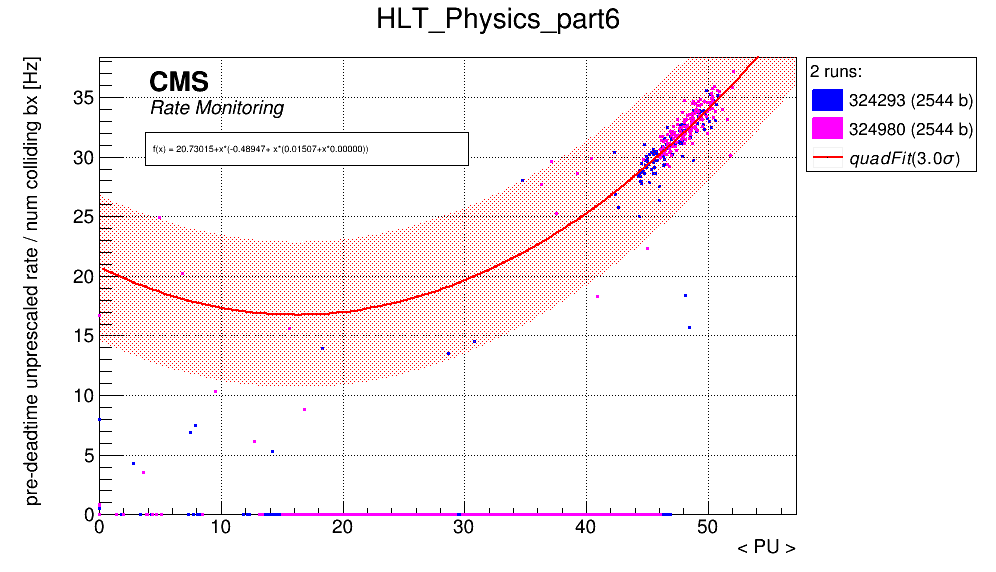 HLT_Physics_part6
pre-deadtime unprescaled rate / num colliding bx [Hz]
CMS
Rate Monitoring
f(x) = 20.73015+x*(-0.48947+ x*(0.01507+x*0.00000))
35
30
25
20
15
10
5
0
0 10 20 30 40 50
< PU >
2 runs:
324293 (2544 b)
324980 (2544 b)
quadFit(3.0σ)